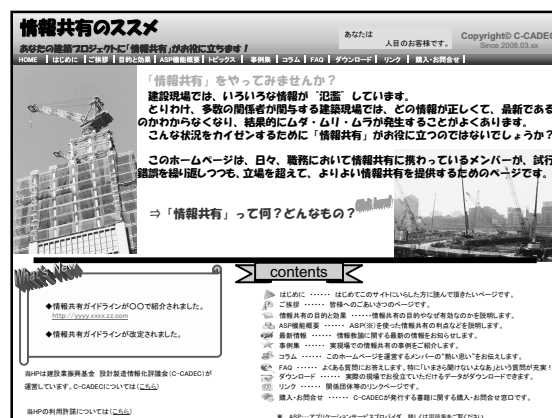 情報共有のススメ
あなたの建築プロジェクトに「情報共有」がお役に立ちます！
あなたは
人目のお客様です。
Copyright© C-CADEC
Since 2008.03.xx
HOME | はじめに | ご挨拶 | 目的と効果 | ASP機能概要 | トピックス | 事例集 | コラム | FAQ | ダウンロード | リンク | 購入・お問合せ |
「情報共有」をやってみませんか？
建設現場では、いろいろな情報が〝氾濫〟しています。
とりわけ、多数の関係者が関与する建築現場では、どの情報が正しくて、最新である
のかわからなくなり、結果的にムダ・ムリ・ムラが発生することがよくあります。
こんな状況をカイゼンするために「情報共有」がお役に立つのではないでしょうか？
このホームページは、日々、職務において情報共有に携わっているメンバーが、試行
錯誤を繰り返しつつも、立場を超えて、よりよい情報共有を提供するためのページです。
⇒「情報共有」って何？どんなもの？
What's New
◆情報共有ガイドラインが〇〇で紹介されました。
http://yyyy.xxxx.zz.com
◆情報共有ガイドラインが改定されました。
当HPは建設業振興基金 設計製造情報化評議会(C-CADEC)が
運営しています。C-CADECについては(こちら)
当HPの利用許諾については(こちら)
contents
はじめに ‥‥‥ はじめてこのサイトにいらした方に読んで頂きたいページです。
ご挨拶 ‥‥‥ 皆様へのごあいさつのページです。
情報共有の目的と効果 ‥‥‥情報共有の目的やなぜ有効なのかを説明します。
ASP機能概要 ‥‥‥ ASP(※)を使った情報共有の利点などを説明します。
最新情報 ‥‥‥ 情報教諭に関する最新の情報をお知らせします。
事例集 ‥‥‥ 実現場での情報共有の事例をご紹介します。
コラム ‥‥‥ このホームページを運営するメンバーの“熱い思い”をお伝えします。
FAQ ‥‥‥ よくある質問にお答えします。特に「いまさら聞けないよなあ」という質問が充実！
ダウンロード ‥‥‥ 実際の現場でお役立ていただけるデータがダウンロードできます。
リンク ‥‥‥ 関係団体等のリンクページです。
購入・お問合せ ‥‥‥ C-CADECが発行する書籍に関する購入・お問合せ窓口です。
※ ASP…アプリケーションサービスプロバイダ 詳しくは用語集をご覧ください